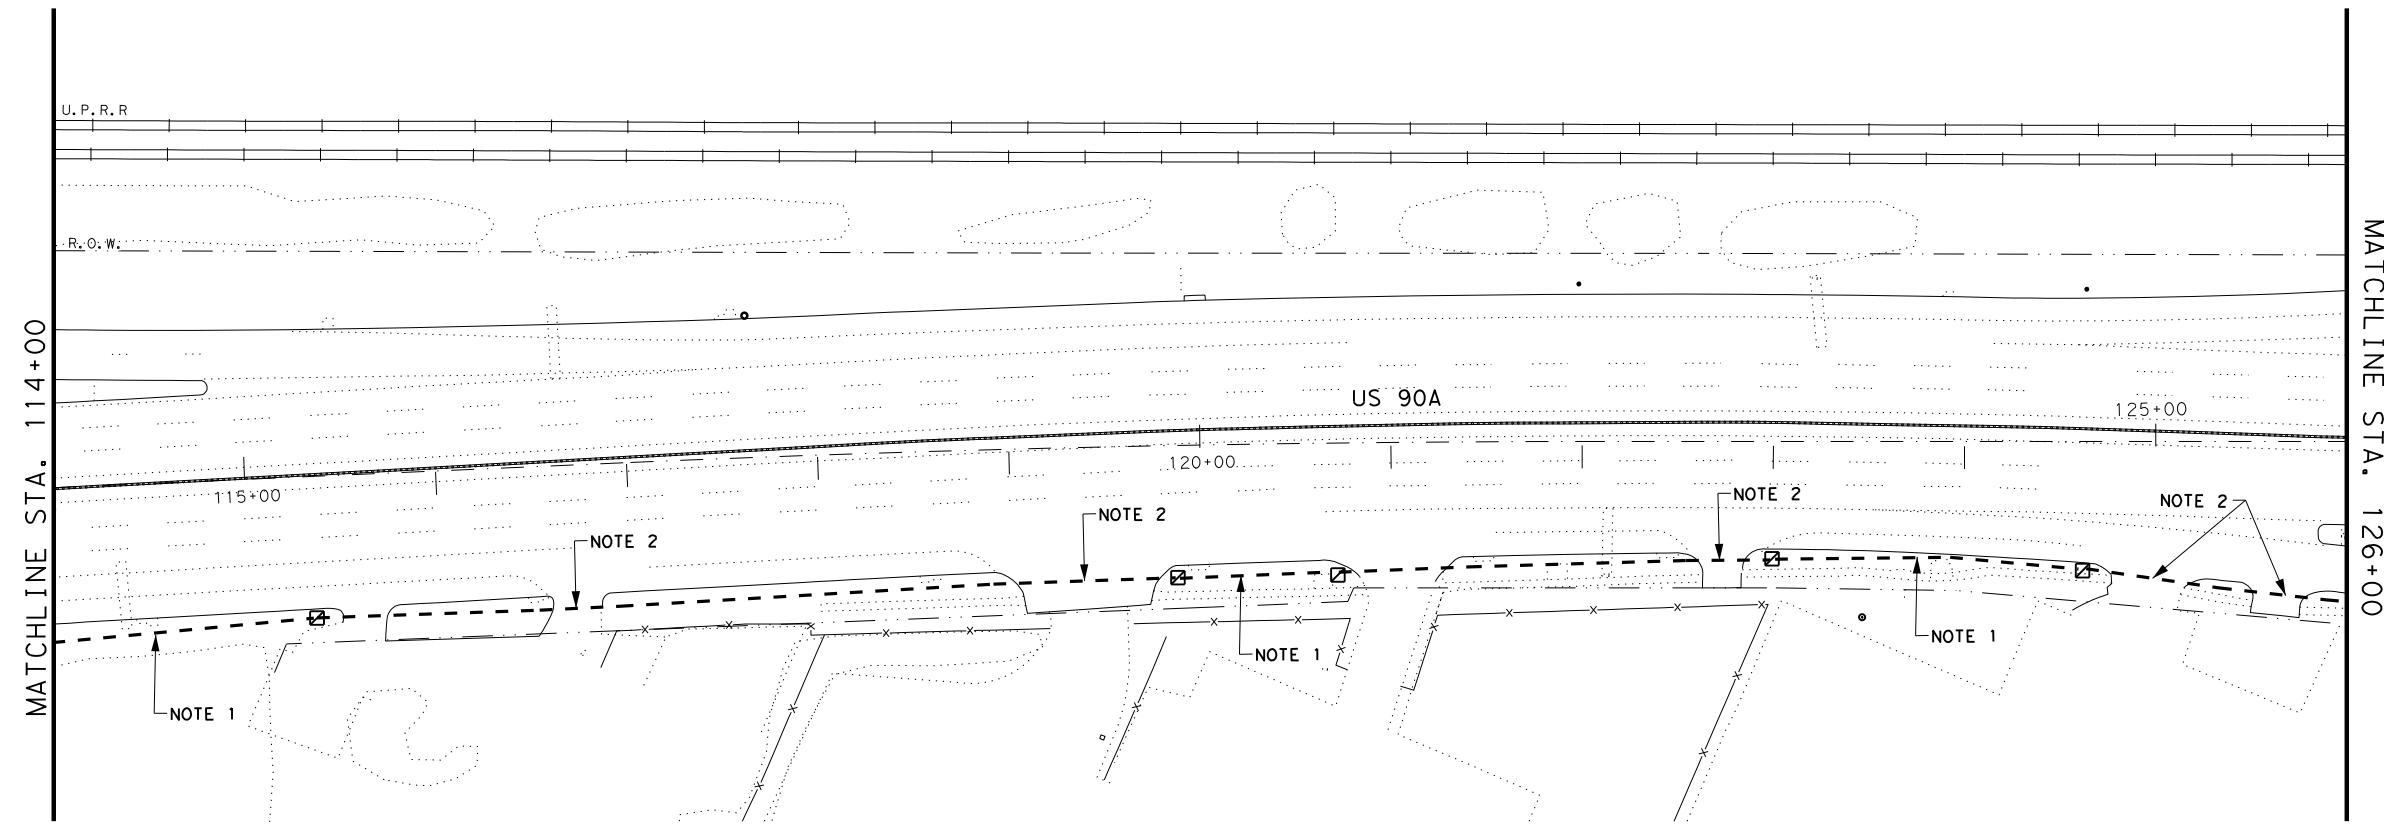 U.P.R.R
R.O.W.
MATCHLINE STA. 114+00
MATCHLINE STA. 126+00
US 90A
125+00
120+00
115+00
NOTE 2
NOTE 2
NOTE 2
NOTE 2
NOTE 1
NOTE 1
NOTE 1